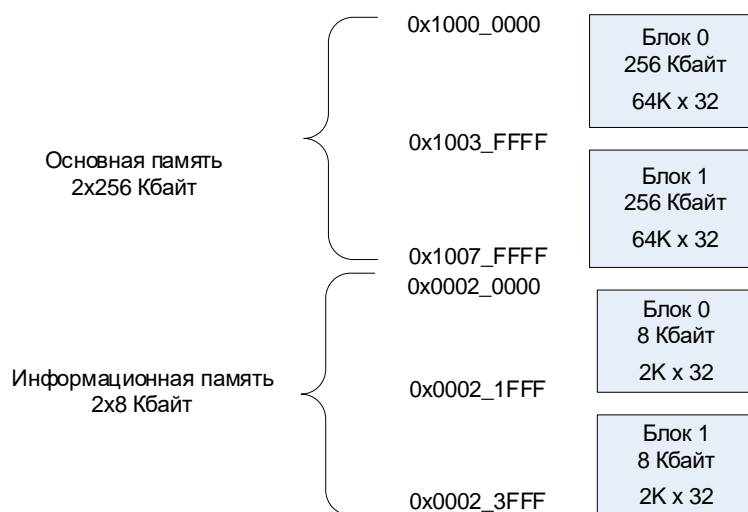 0x1000_0000
Блок 0
256 Кбайт
64K x 32
0x1003_FFFF
Основная память
2x256 Кбайт
Блок 1
256 Кбайт
64K x 32
0x1007_FFFF
0x0002_0000
Блок 0
8 Кбайт
2K x 32
Информационная память
2x8 Кбайт
0x0002_1FFF
Блок 1
8 Кбайт
2K x 32
0x0002_3FFF